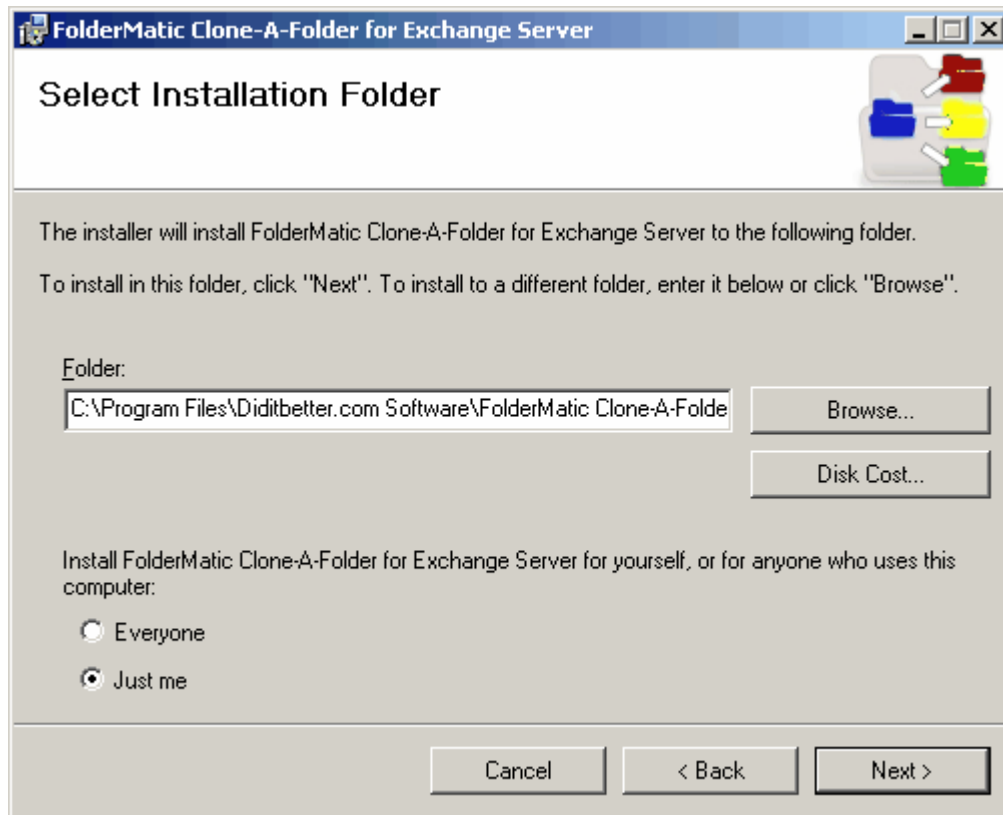 FolderMatic Clone-A-Folder for Exchange Server
Select Installation Folder
The installer will install FolderMatic Clone-A-Folder for Exchange Server to the following folder.
To install in this folder, click "Next". To install to a different folder, enter it below or click "Browse".
Folder:
C:\Program Files\Diditbetter.com Software\FolderMatic Clone-A-Folde
Browse...
Disk Cost...
Install FolderMatic Clone-A-Folder for Exchange Server for yourself, or for anyone who uses this
computer:
Everyone
Just me
Cancel
< Back
Next >